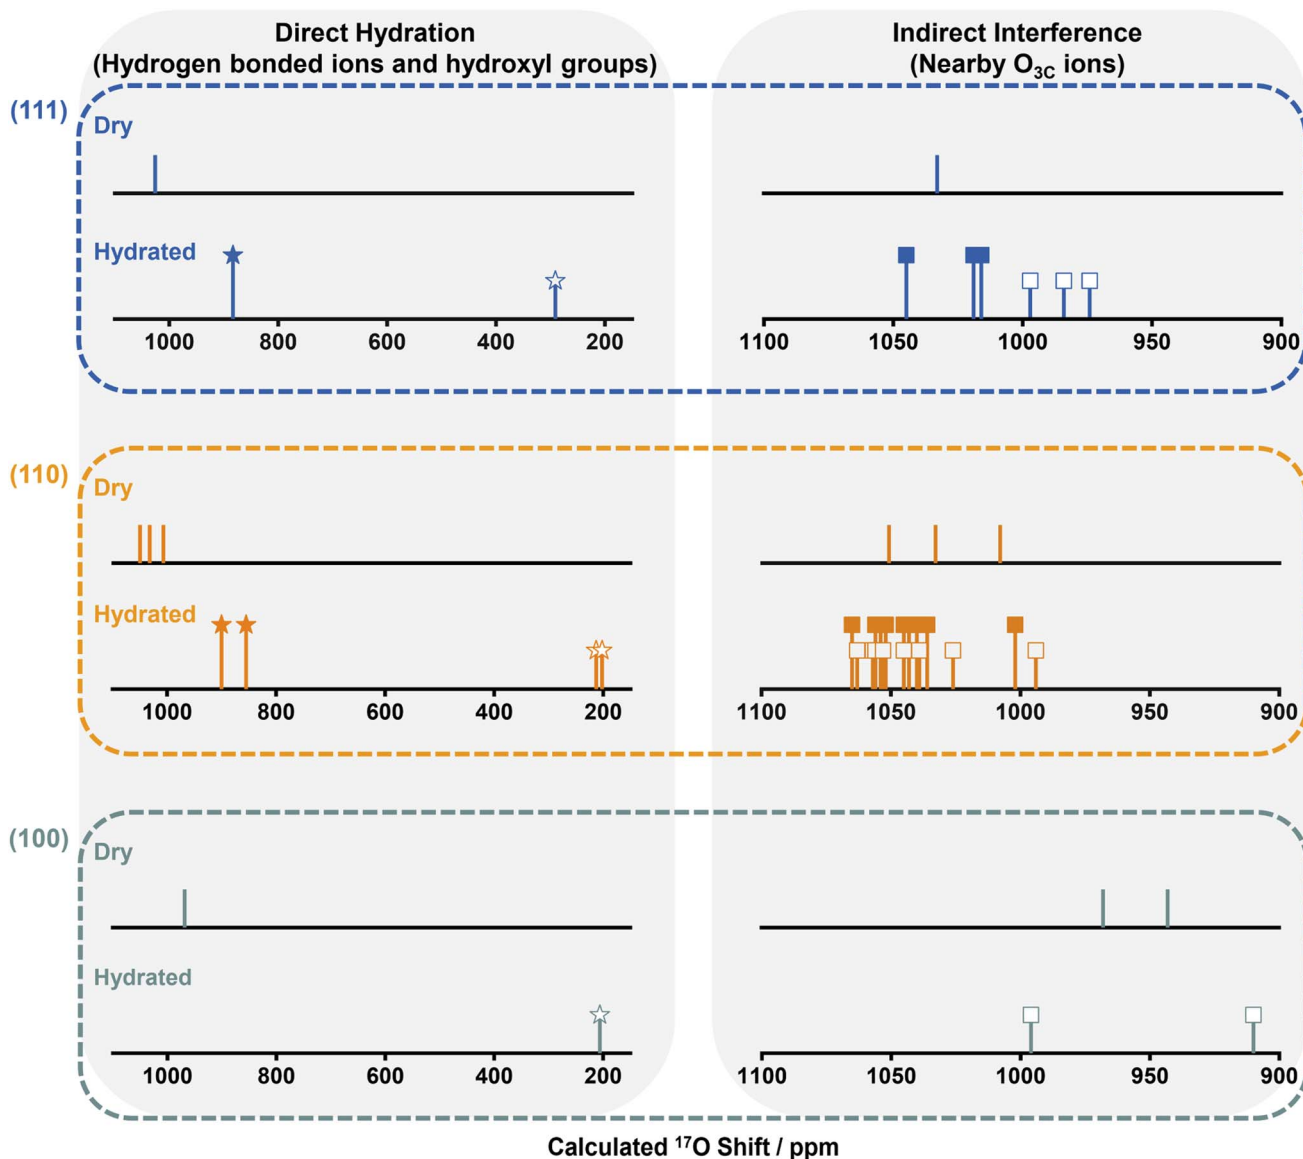 Direct Hydration
(Hydrogen bonded ions and hydroxyl groups)
Indirect Interference
(Nearby O3C ions)
(111)
Dry
Hydrated
1000 800 600 400 200
1100 1050 1000 950 900
(110)
Dry
Hydrated
1000 800 600 400 200
1100 1050 1000 950 900
(100)
Dry
Hydrated
1000 800 600 400 200
1100 1050 1000 950 900
Calculated 17O Shift / ppm